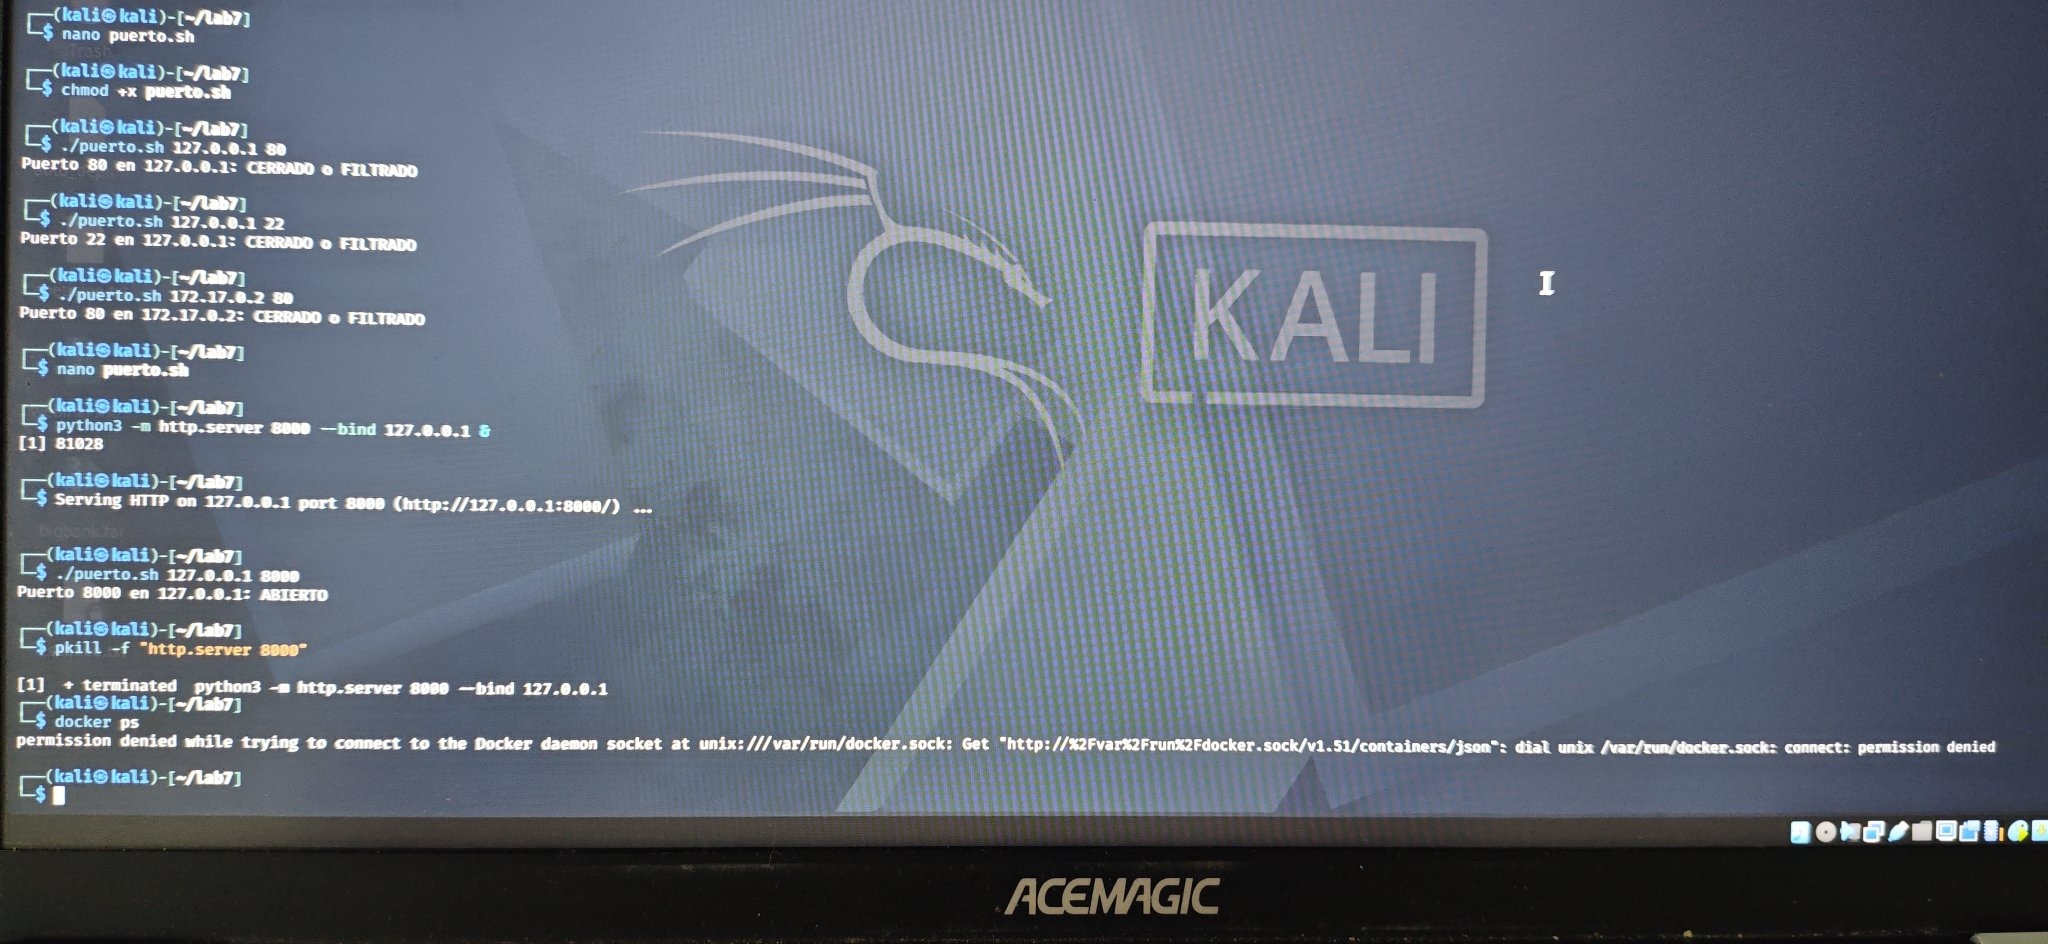 ┌──(kali㉿kali)-[~/lab7]
└─$ nano puerto.sh
Trash
┌──(kali㉿kali)-[~/lab7]
└─$ chmod +x puerto.sh
┌──(kali㉿kali)-[~/lab7]
└─$ ./puerto.sh 127.0.0.1 80
Puerto 80 en 127.0.0.1: CERRADO o FILTRADO
┌──(kali㉿kali)-[~/lab7]
└─$ ./puerto.sh 127.0.0.1 22
Puerto 22 en 127.0.0.1: CERRADO o FILTRADO
┌──(kali㉿kali)-[~/lab7]
└─$ ./puerto.sh 172.17.0.2 80
Puerto 80 en 172.17.0.2: CERRADO o FILTRADO
┌──(kali㉿kali)-[~/lab7]
└─$ nano puerto.sh
┌──(kali㉿kali)-[~/lab7]
└─$ python3 -m http.server 8000 --bind 127.0.0.1 &
[1] 81028
┌──(kali㉿kali)-[~/lab7]
└─$ Serving HTTP on 127.0.0.1 port 8000 (http://127.0.0.1:8000/) ...
┌──(kali㉿kali)-[~/lab7]
└─$ ./puerto.sh 127.0.0.1 8000
Puerto 8000 en 127.0.0.1: ABIERTO
┌──(kali㉿kali)-[~/lab7]
└─$ pkill -f "http.server 8000"
[1]  + terminated  python3 -m http.server 8000 --bind 127.0.0.1
┌──(kali㉿kali)-[~/lab7]
└─$ docker ps
permission denied while trying to connect to the Docker daemon socket at unix:///var/run/docker.sock: Get "http://%2Fvar%2Frun%2Fdocker.sock/v1.51/containers/json": dial unix /var/run/docker.sock: connect: permission denied
┌──(kali㉿kali)-[~/lab7]
└─$
KALI
ACEMAGIC